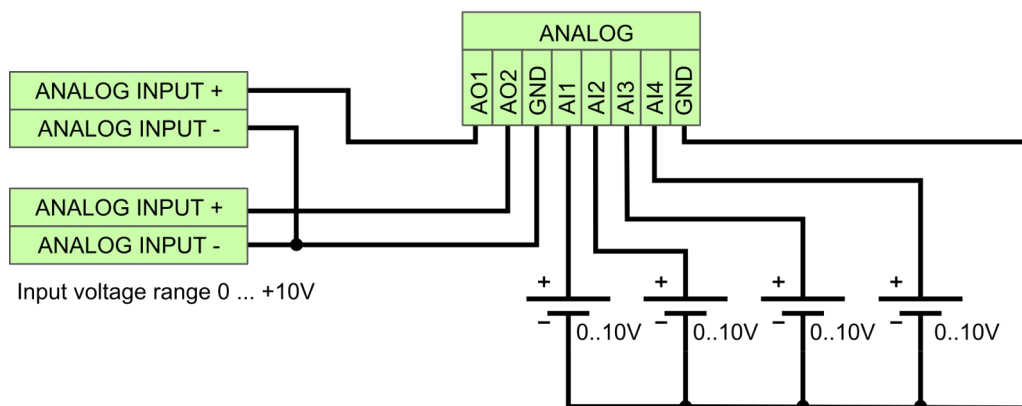 ANALOG
AO1 AO2 GND AI1 AI2 AI3 AI4 GND
ANALOG INPUT +
ANALOG INPUT -
ANALOG INPUT +
ANALOG INPUT -
Input voltage range 0 ... +10V
+ + + +
− − − −
0..10V 0..10V 0..10V 0..10V